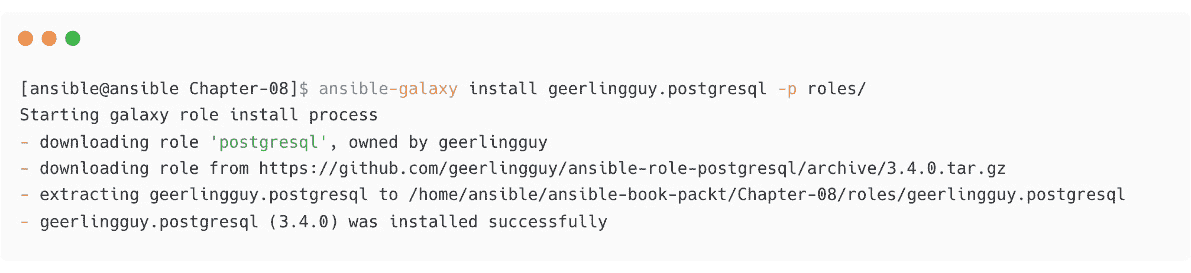 [ansible@ansible Chapter-08]$ ansible-galaxy install geerlingguy.postgresql -p roles/
Starting galaxy role install process
- downloading role 'postgresql', owned by geerlingguy
- downloading role from https://github.com/geerlingguy/ansible-role-postgresql/archive/3.4.0.tar.gz
- extracting geerlingguy.postgresql to /home/ansible/ansible-book-packt/Chapter-08/roles/geerlingguy.postgresql
- geerlingguy.postgresql (3.4.0) was installed successfully